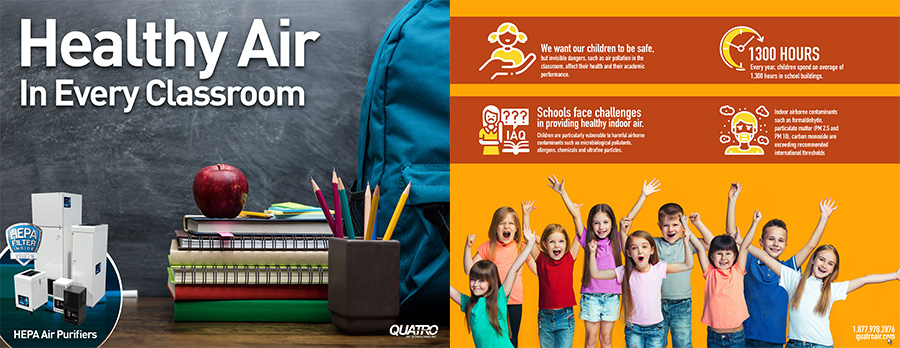 Healthy Air
In Every Classroom
HEPA
FILTER
INSIDE
HEPA Air Purifiers
QUATRO
We want our children to be safe,
but invisible dangers, such as air pollution in the
classroom, affect their health and their academic
performance.
1300 HOURS
Every year, children spend an average of
1,300 hours in school buildings.
???
IAQ
Schools face challenges
in providing healthy indoor air.
Children are particularly vulnerable to harmful airborne
contaminants such as microbiological pollutants,
allergens, chemicals and ultrafine particles.
Indoor airborne contaminants
such as formaldehyde,
particulate matter (PM 2.5 and
PM 10), carbon monoxide are
exceeding recommended
international thresholds
1.877.978.2876
quatroair.com